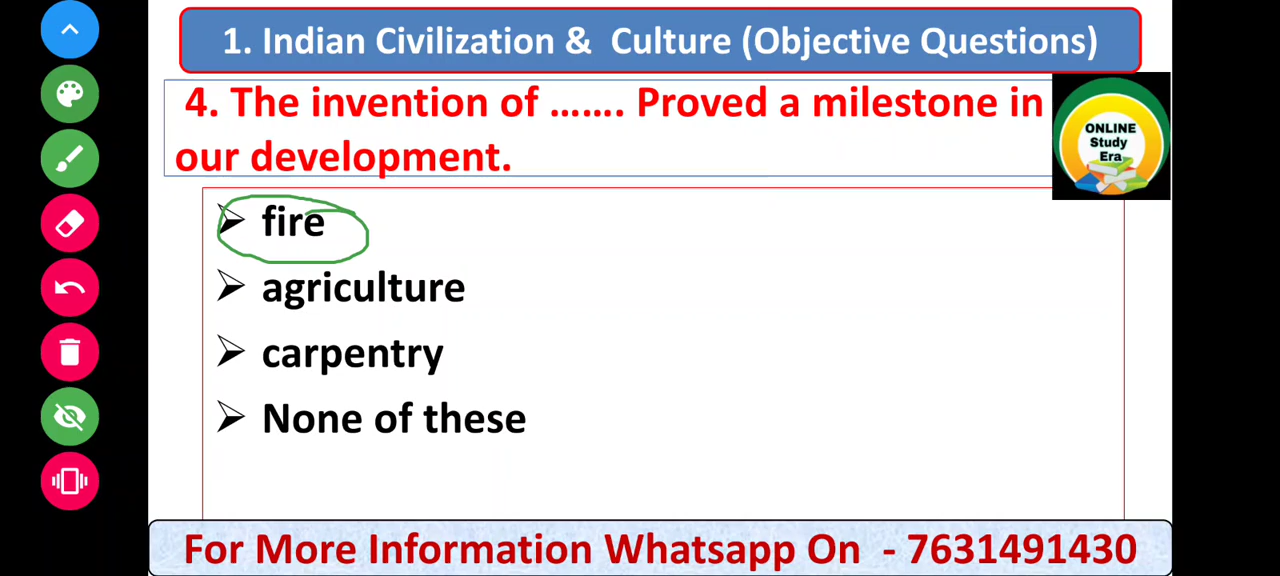 1. Indian Civilization & Culture (Objective Questions)
4. The invention of ....... Proved a milestone in
our development.
ONLINE
Study
Era
➢ fire
➢ agriculture
➢ carpentry
➢ None of these
For More Information Whatsapp On - 7631491430